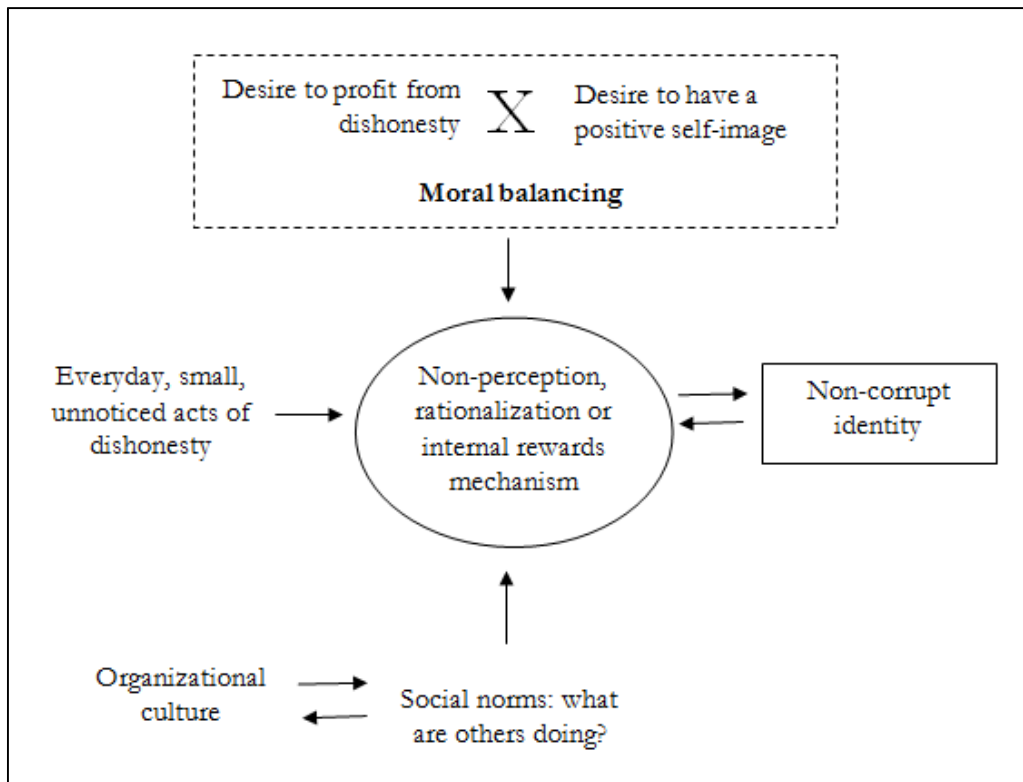 Desire to profit from
dishonesty
X
Desire to have a
positive self-image
Moral balancing
Everyday, small,
unnoticed acts of
dishonesty
Non-perception,
rationalization or
internal rewards
mechanism
Non-corrupt
identity
Organizational
culture
Social norms: what
are others doing?